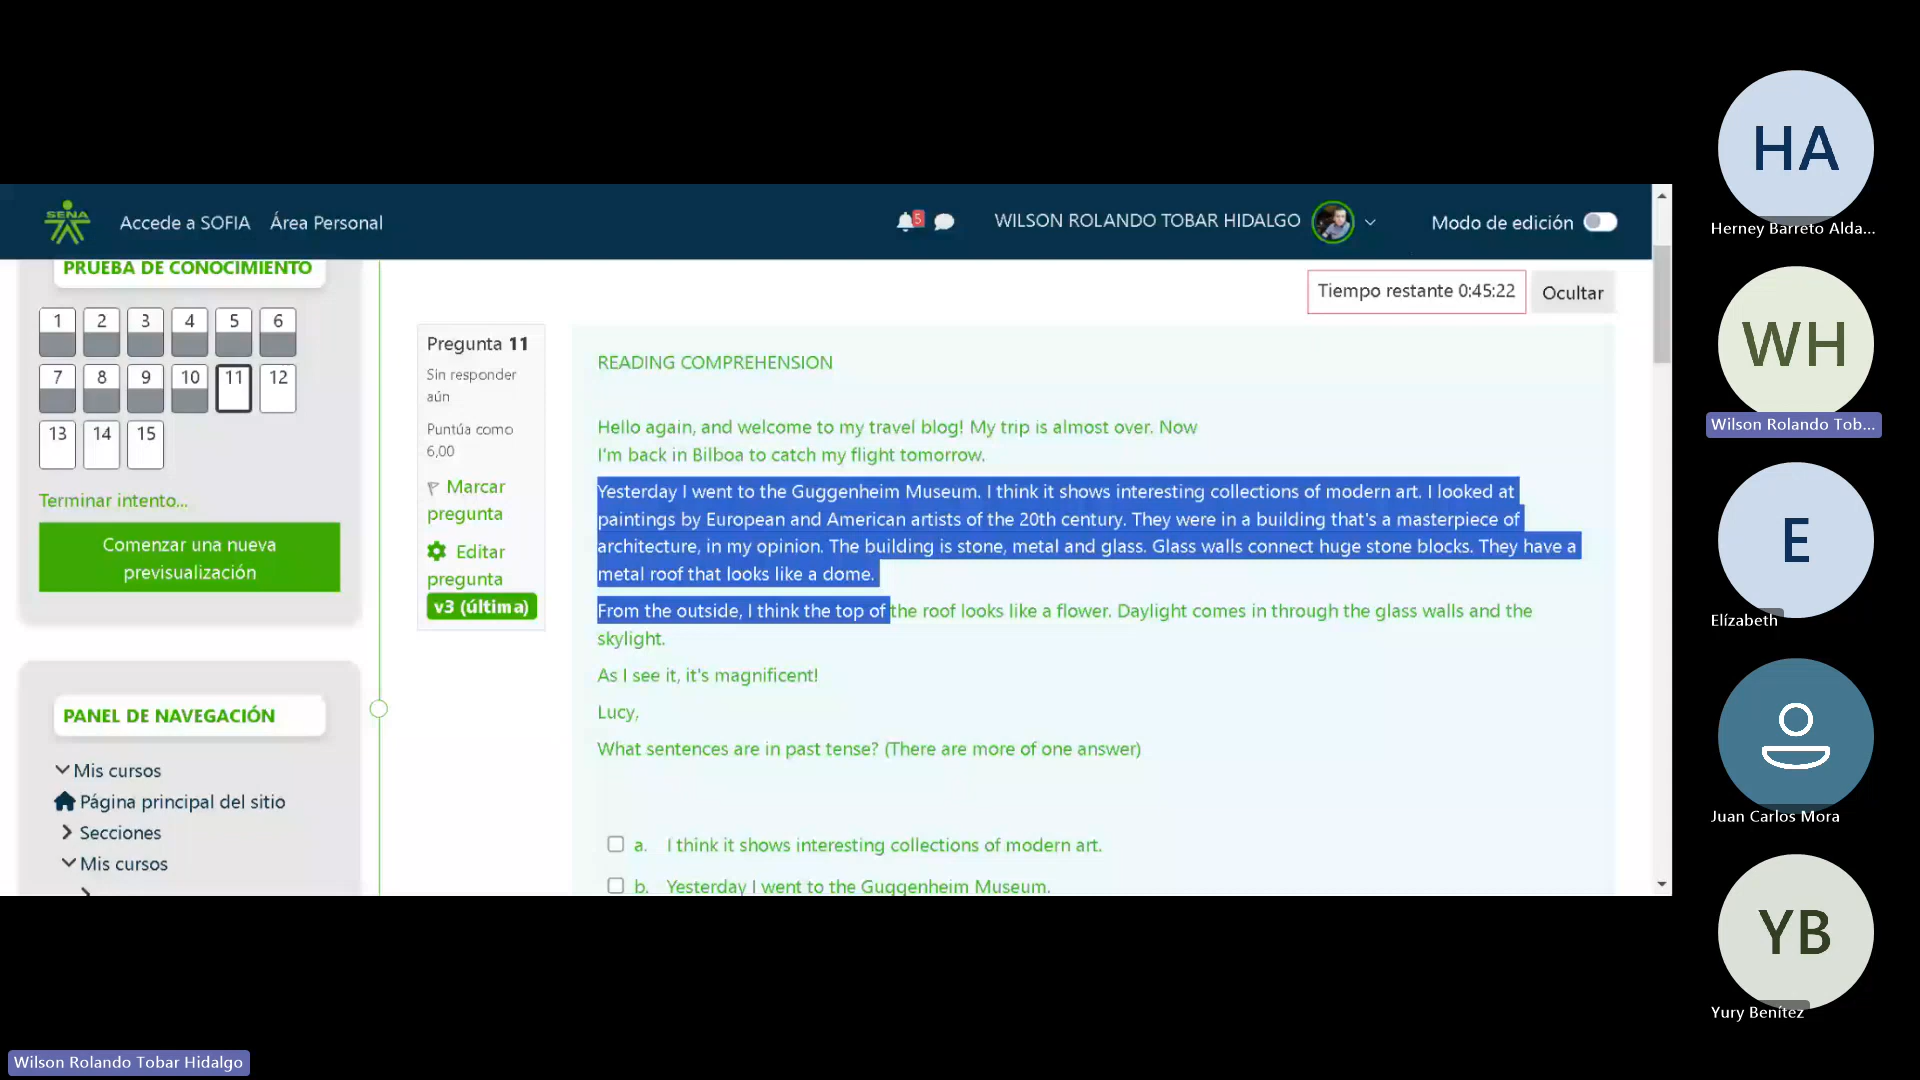 SENA
Accede a SOFIA
Área Personal
5
WILSON ROLANDO TOBAR HIDALGO
Modo de edición
PRUEBA DE CONOCIMIENTO
1 2 3 4 5 6
7 8 9 10 11 12
13 14 15
Terminar intento...
Comenzar una nueva
previsualización
PANEL DE NAVEGACIÓN
Mis cursos
Página principal del sitio
Secciones
Mis cursos
Tiempo restante 0:45:22
Ocultar
Pregunta 11
Sin responder
aún
Puntúa como
6,00
Marcar
pregunta
Editar
pregunta
v3 (última)
READING COMPREHENSION
Hello again, and welcome to my travel blog! My trip is almost over. Now
I'm back in Bilboa to catch my flight tomorrow.
Yesterday I went to the Guggenheim Museum. I think it shows interesting collections of modern art. I looked at
paintings by European and American artists of the 20th century. They were in a building that's a masterpiece of
architecture, in my opinion. The building is stone, metal and glass. Glass walls connect huge stone blocks. They have a
metal roof that looks like a dome.
From the outside, I think the top of the roof looks like a flower. Daylight comes in through the glass walls and the
skylight.
As I see it, it's magnificent!
Lucy,
What sentences are in past tense? (There are more of one answer)
a. I think it shows interesting collections of modern art.
b. Yesterday I went to the Guggenheim Museum.
HA
Herney Barreto Alda...
WH
Wilson Rolando Tob...
E
Elízabeth
Juan Carlos Mora
YB
Yury Benítez
Wilson Rolando Tobar Hidalgo